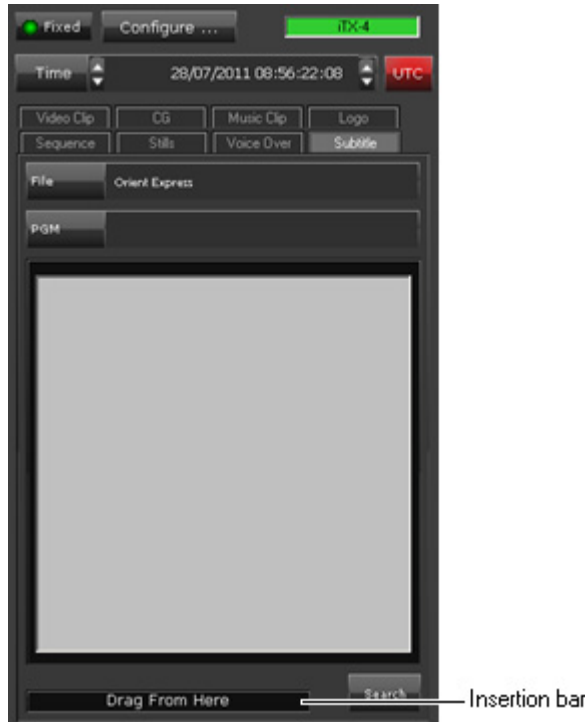 Fixed Configure ... iTX-4
Time 28/07/2011 08:56:22:08 UTC
Video Clip CG Music Clip Logo
Sequence Stills Voice Over Subtitle
File Orient Express
PGM
Search
Drag From Here Insertion bar